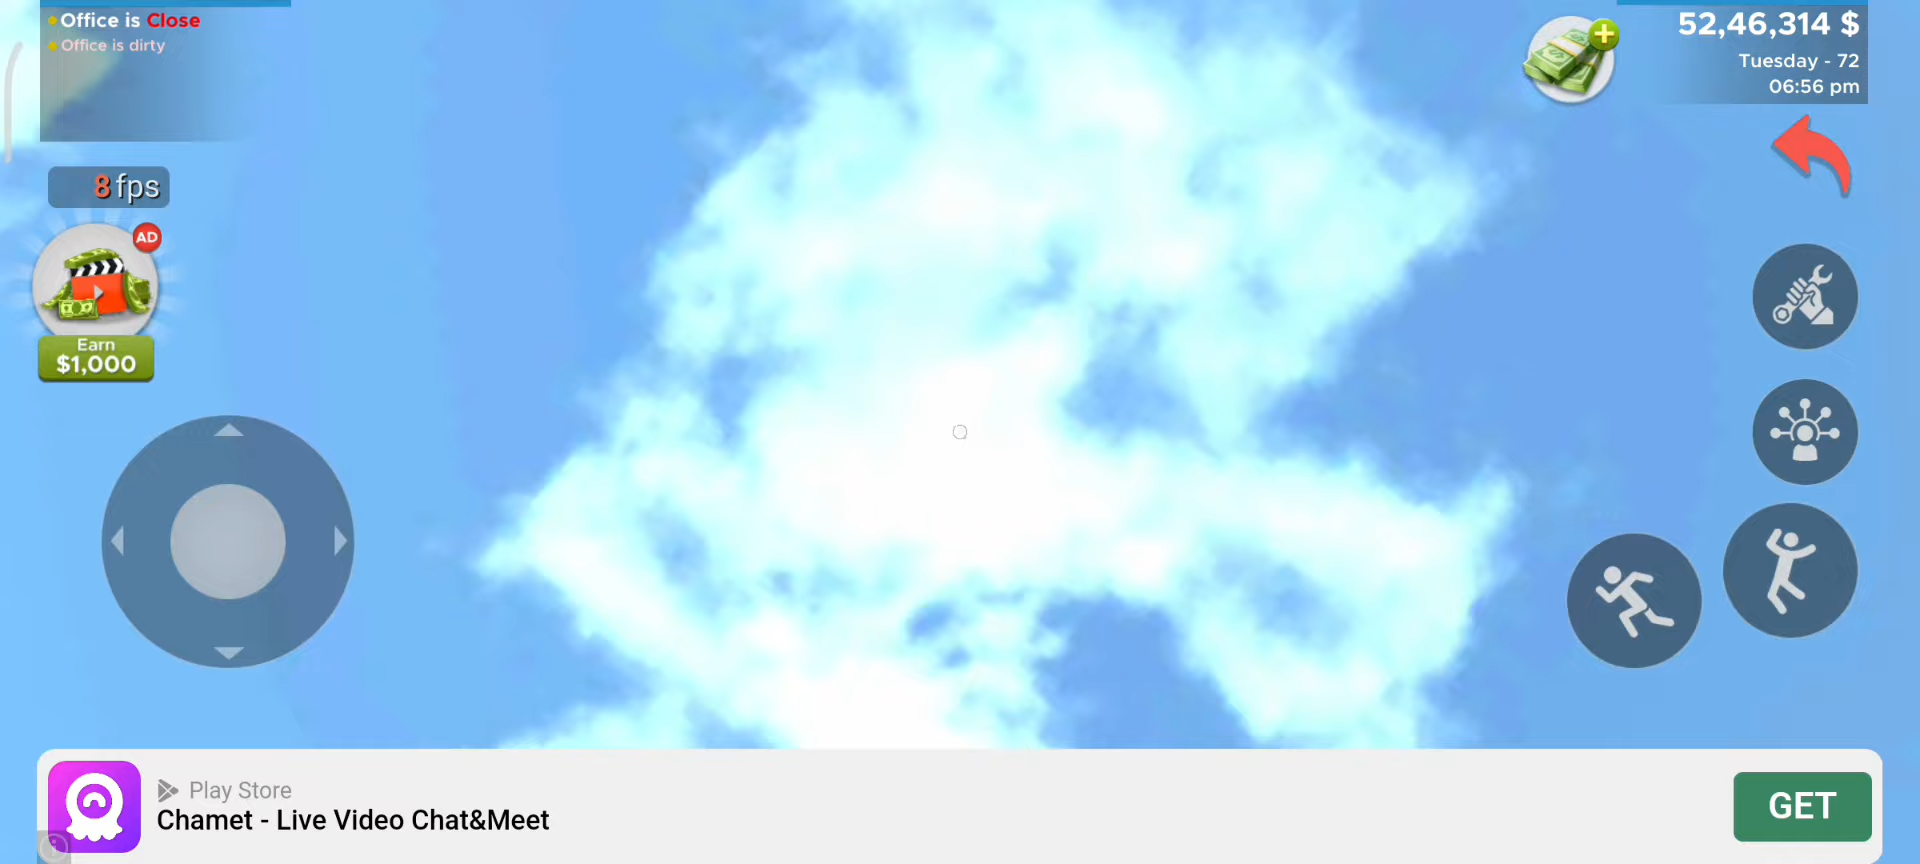 Office is Close
Office is dirty
52,46,314 $
Tuesday - 72
06:56 pm
8 fps
AD
Earn
$1,000
Play Store
Chamet - Live Video Chat&Meet
GET